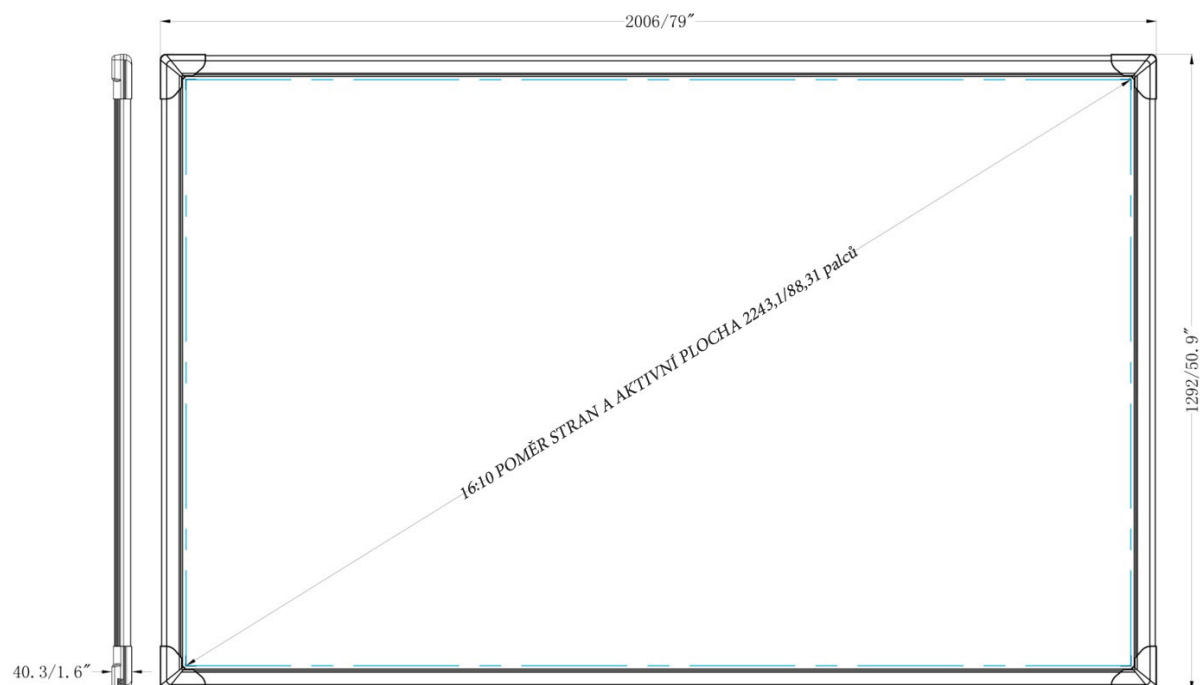 2006/79"
16:10 POMĚR STRAN A AKTIVNÍ PLOCHA 2243,1/88,31 palců
1292/50.9"
40.3/1.6"